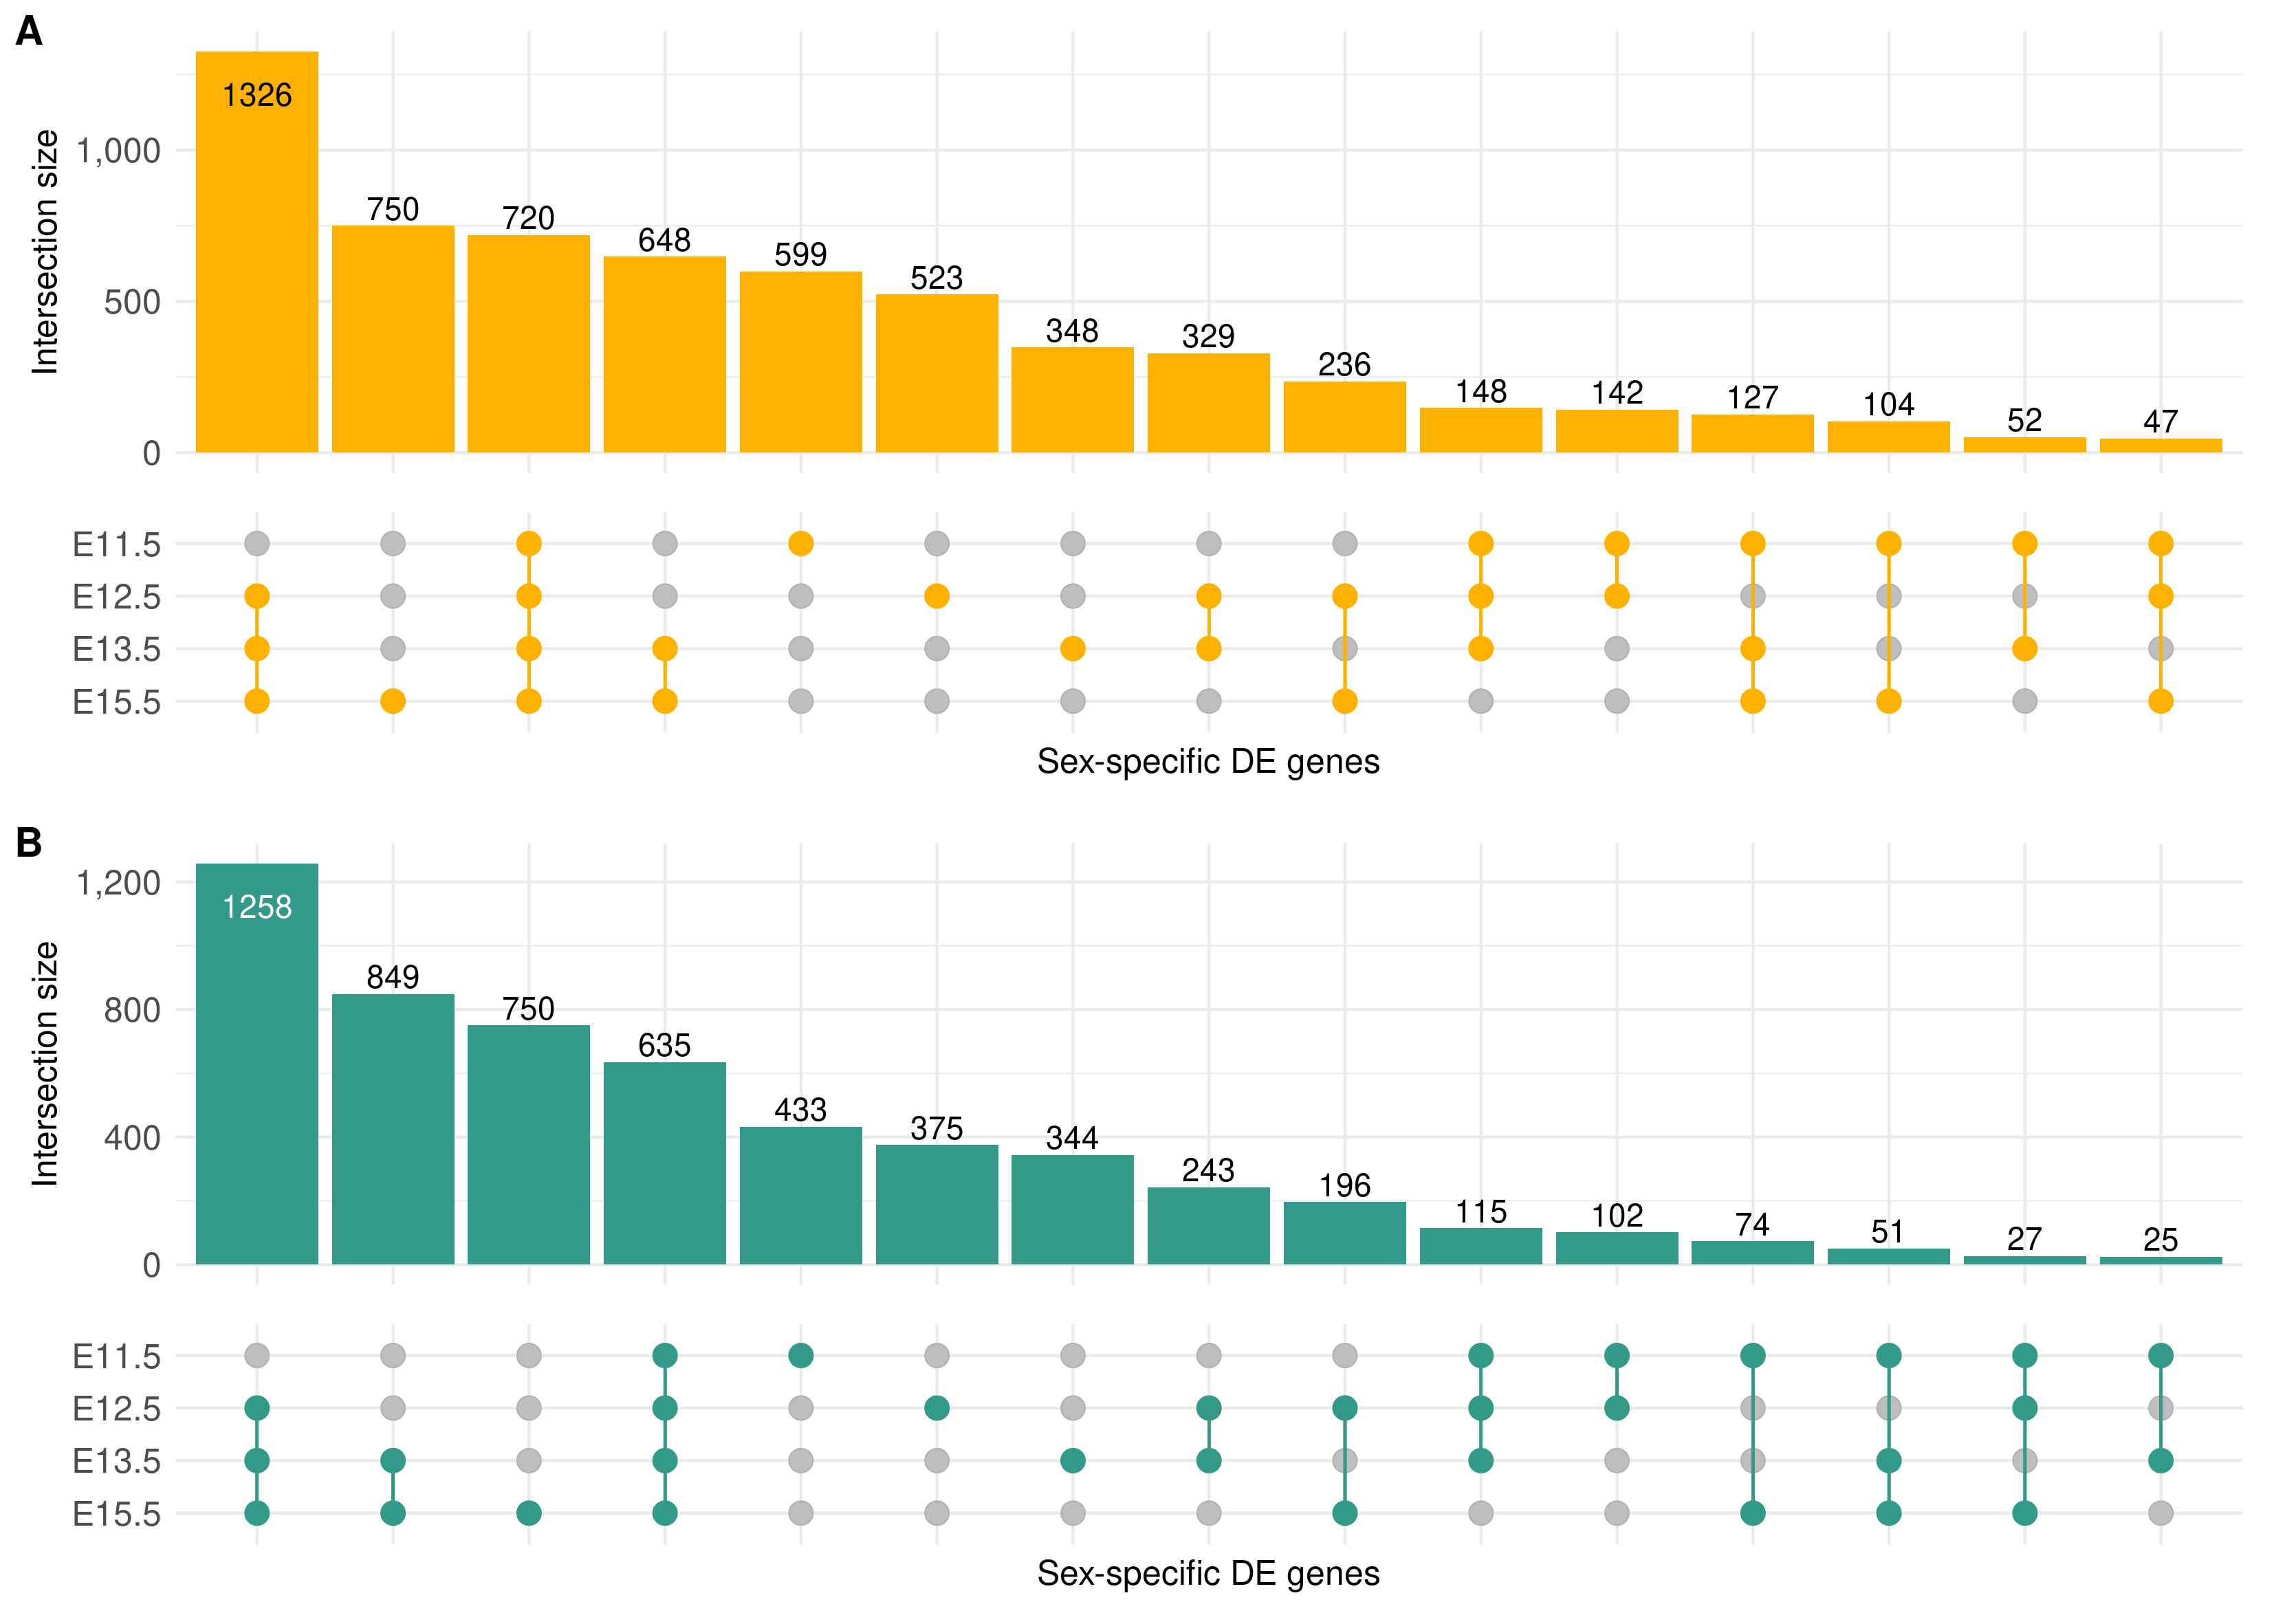 A
Intersection size
1,000
500
0
1326
750
720
648
599
523
348
329
236
148
142
127
104
52
47
E11.5
E12.5
E13.5
E15.5
Sex-specific DE genes
B
Intersection size
1,200
800
400
0
1258
849
750
635
433
375
344
243
196
115
102
74
51
27
25
E11.5
E12.5
E13.5
E15.5
Sex-specific DE genes